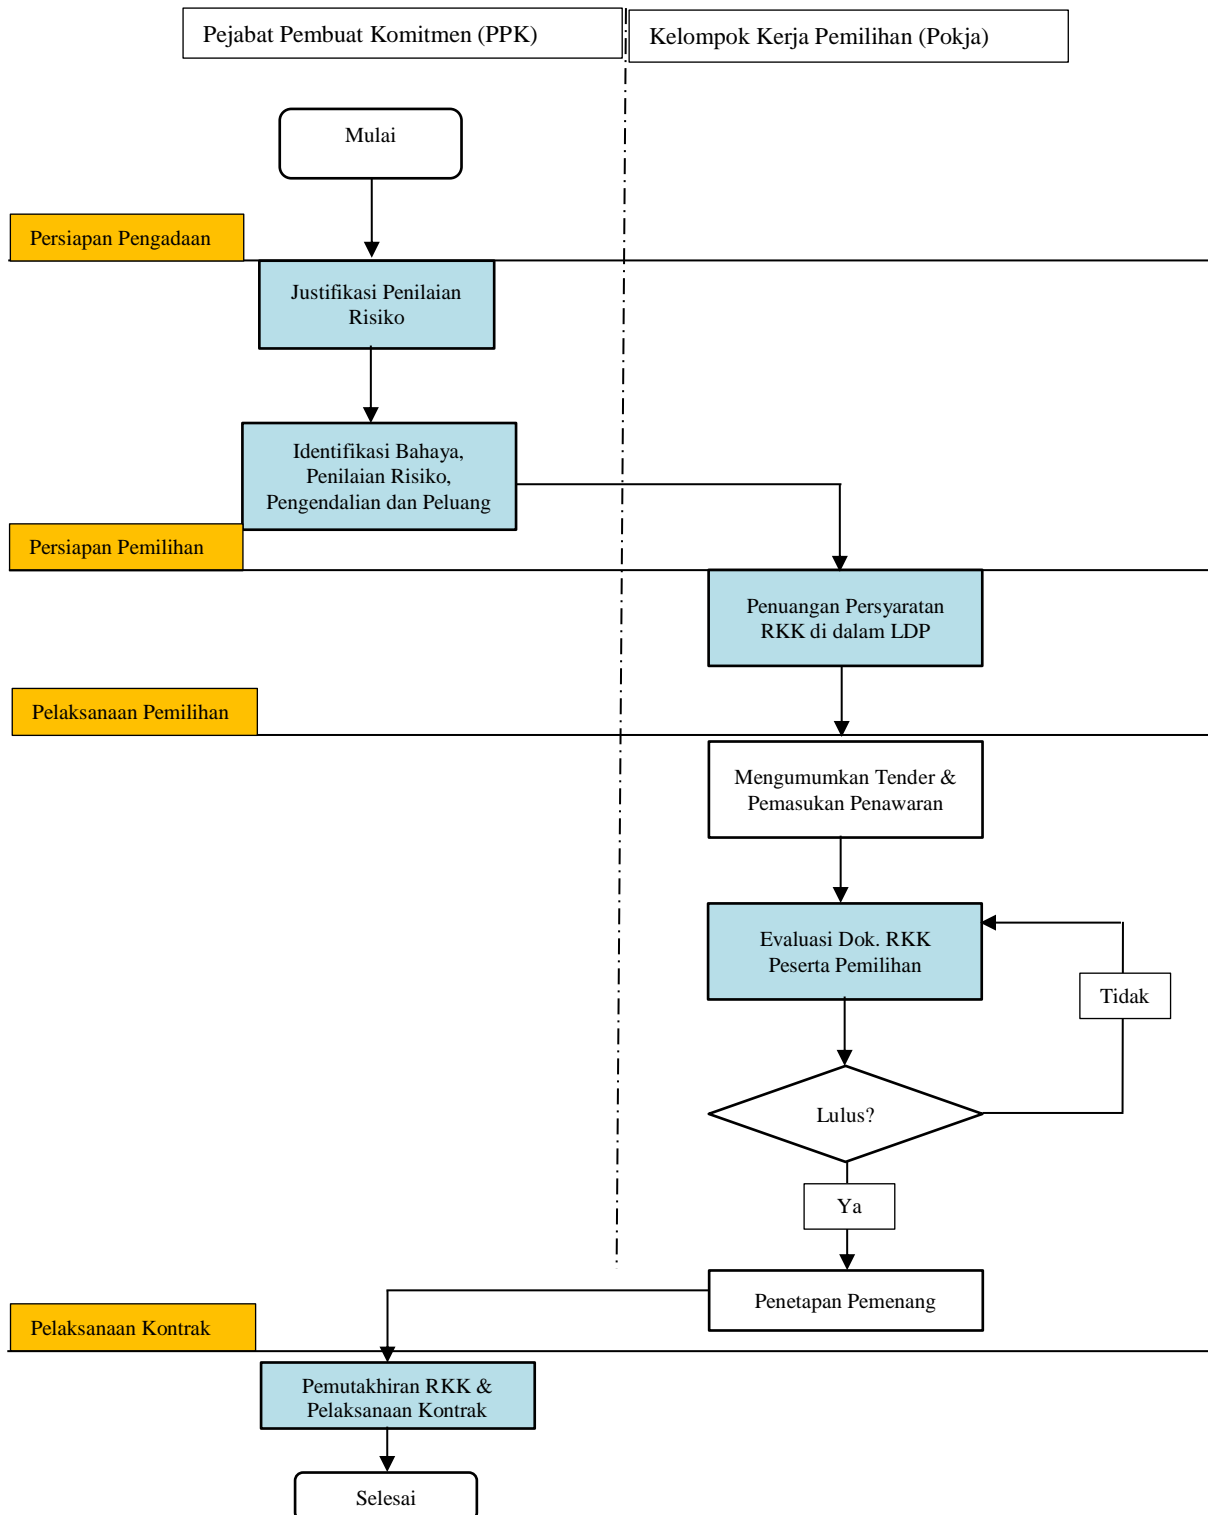 Pejabat Pembuat Komitmen (PPK)
Kelompok Kerja Pemilihan (Pokja)
Mulai
Persiapan Pengadaan
Justifikasi Penilaian
Risiko
Identifikasi Bahaya,
Penilaian Risiko,
Pengendalian dan Peluang
Persiapan Pemilihan
Penuangan Persyaratan
RKK di dalam LDP
Pelaksanaan Pemilihan
Mengumumkan Tender &
Pemasukan Penawaran
Evaluasi Dok. RKK
Peserta Pemilihan
Tidak
Lulus?
Ya
Penetapan Pemenang
Pelaksanaan Kontrak
Pemutakhiran RKK &
Pelaksanaan Kontrak
Selesai